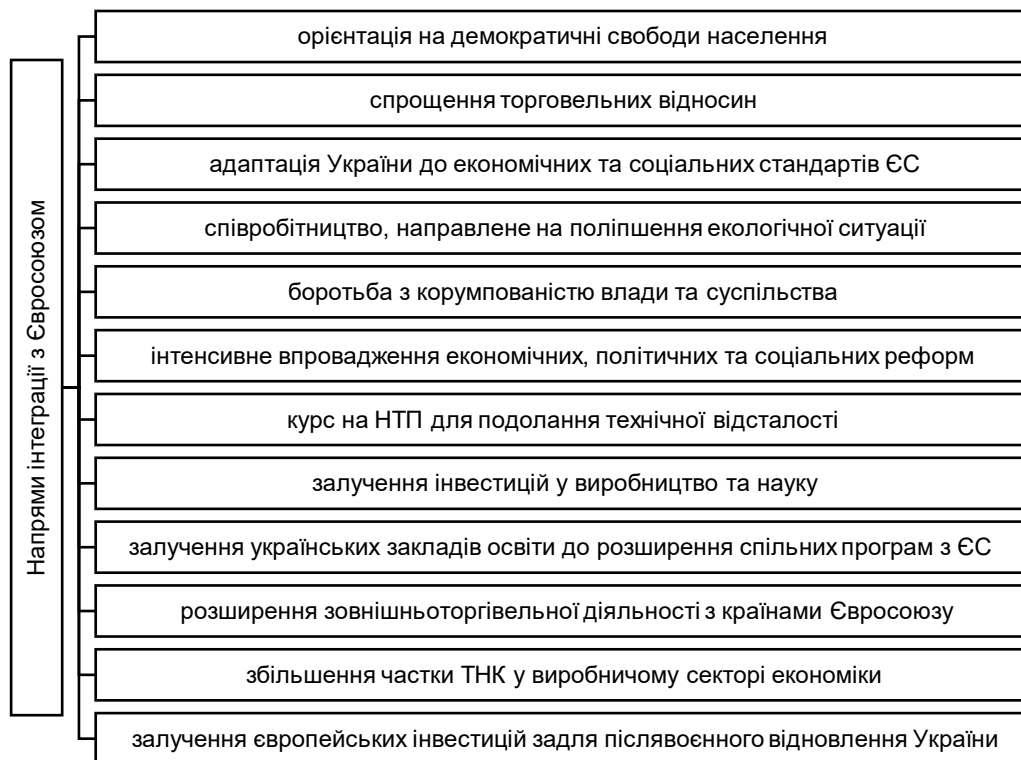 Напрями інтеграції з Євросоюзом
орієнтація на демократичні свободи населення
спрощення торговельних відносин
адаптація України до економічних та соціальних стандартів ЄС
співробітництво, направлене на поліпшення екологічної ситуації
боротьба з корумпованістю влади та суспільства
інтенсивне впровадження економічних, політичних та соціальних реформ
курс на НТП для подолання технічної відсталості
залучення інвестицій у виробництво та науку
залучення українських закладів освіти до розширення спільних програм з ЄС
розширення зовнішньоторгівельної діяльності з країнами Євросоюзу
збільшення частки ТНК у виробничому секторі економіки
залучення європейських інвестицій задля післявоєнного відновлення України